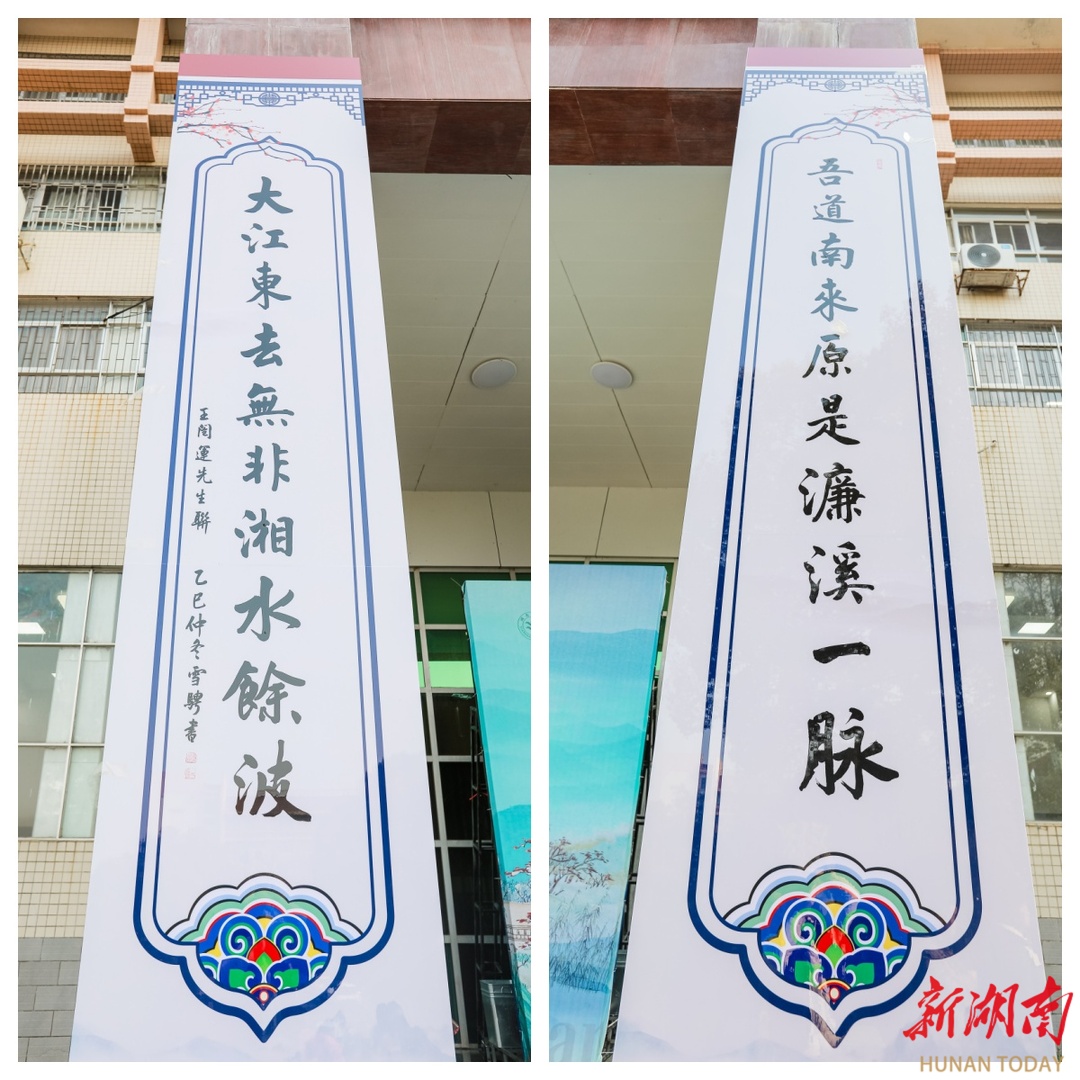 吾道南來原是濂溪一脉
大江東去無非湘水餘波
王闿運先生聯 乙巳仲冬雪騁書
新湖南
HUNAN TODAY